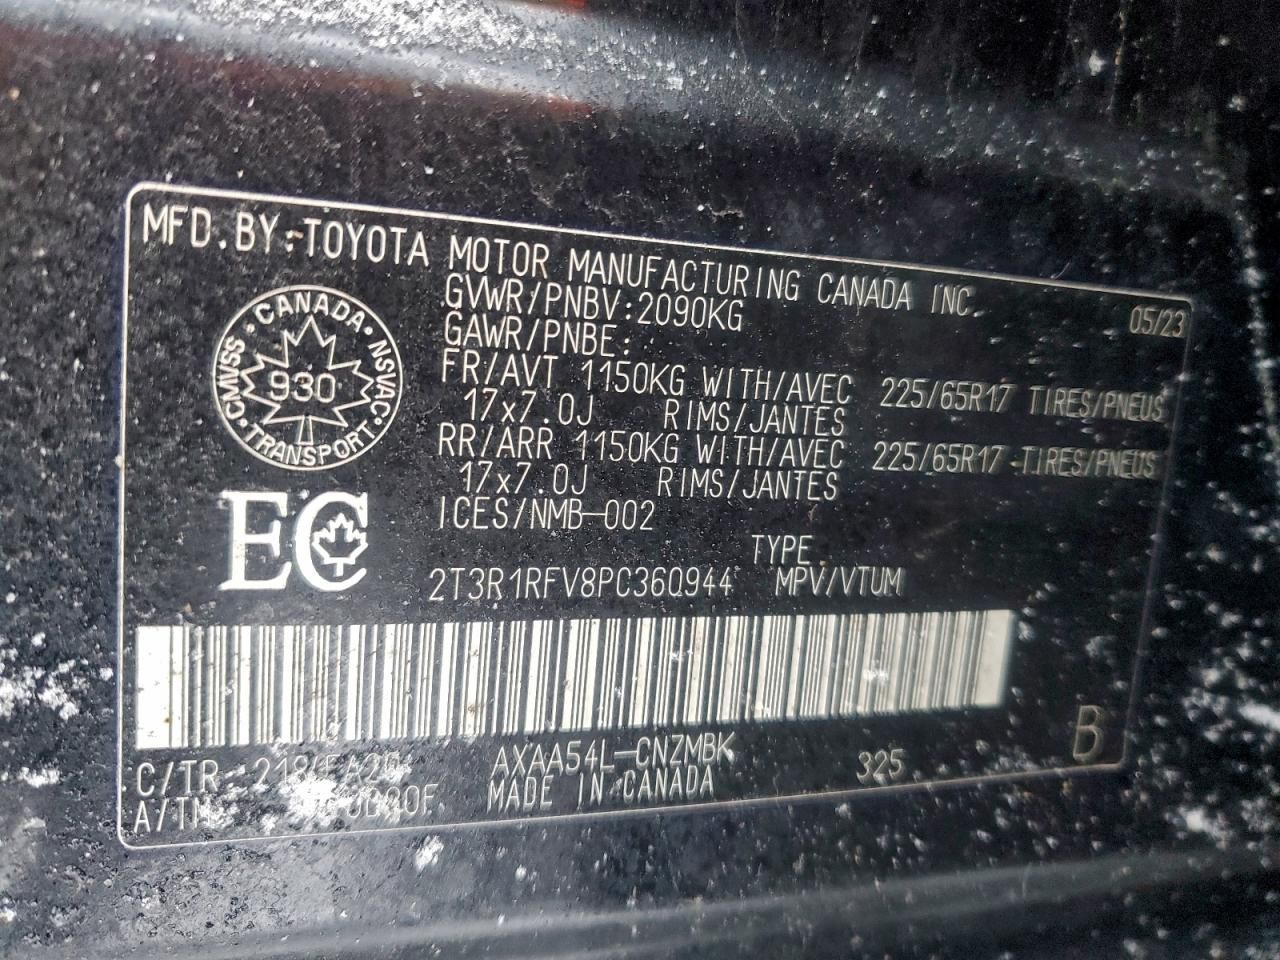 MFD.BY:TOYOTA MOTOR MANUFACTURING CANADA INC. 05/23
GVWR/PNBV:2090KG
GAWR/PNBE:
FR/AVT 1150KG WITH/AVEC 225/65R17 TIRES/PNEUS
17x7.0J RIMS/JANTES
RR/ARR 1150KG WITH/AVEC 225/65R17 TIRES/PNEUS
17x7.0J RIMS/JANTES
ICES/NMB-002
CANADA · NSVAC · TRANSPORT · CMVSS
930
EC
TYPE
2T3R1RFV8PC360944 MPV/VTUM
C/TR 218/ AXAA54L-CNZMBK 325 B
A/TM MADE IN CANADA